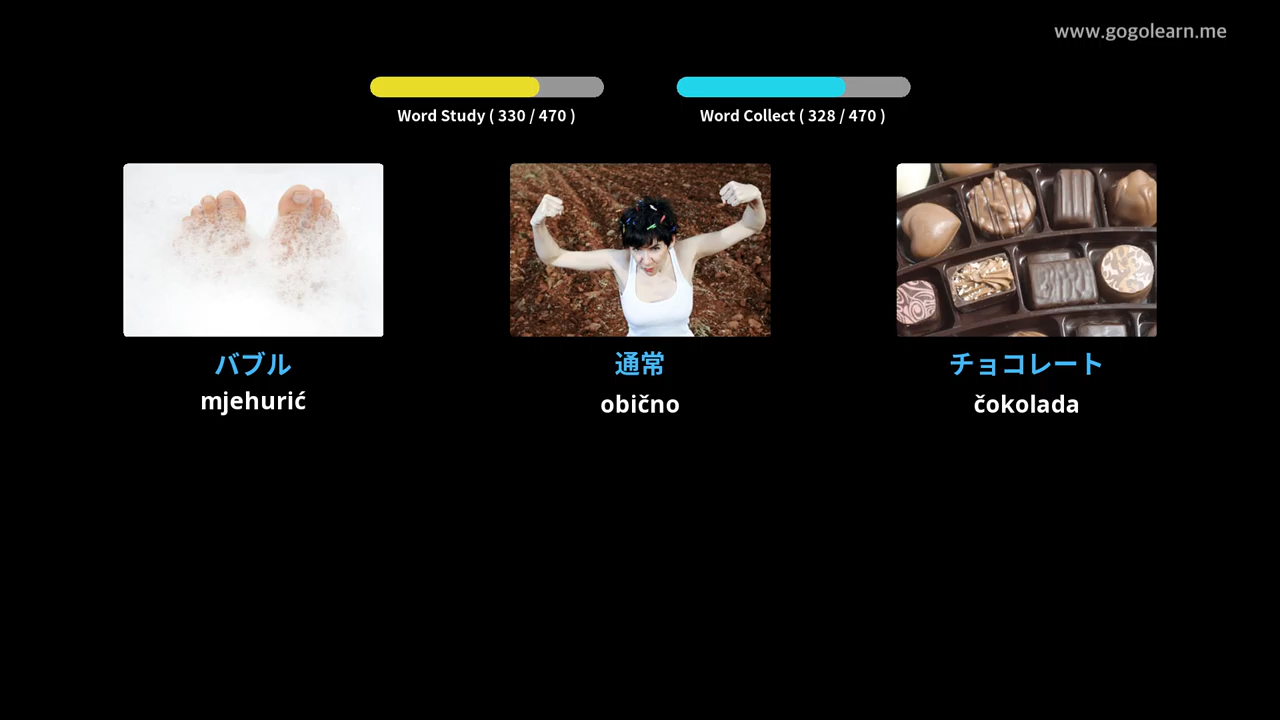 www.gogolearn.me
Word Study ( 330 / 470 )
Word Collect ( 328 / 470 )
バブル
mjehurić
通常
obično
チョコレート
čokolada